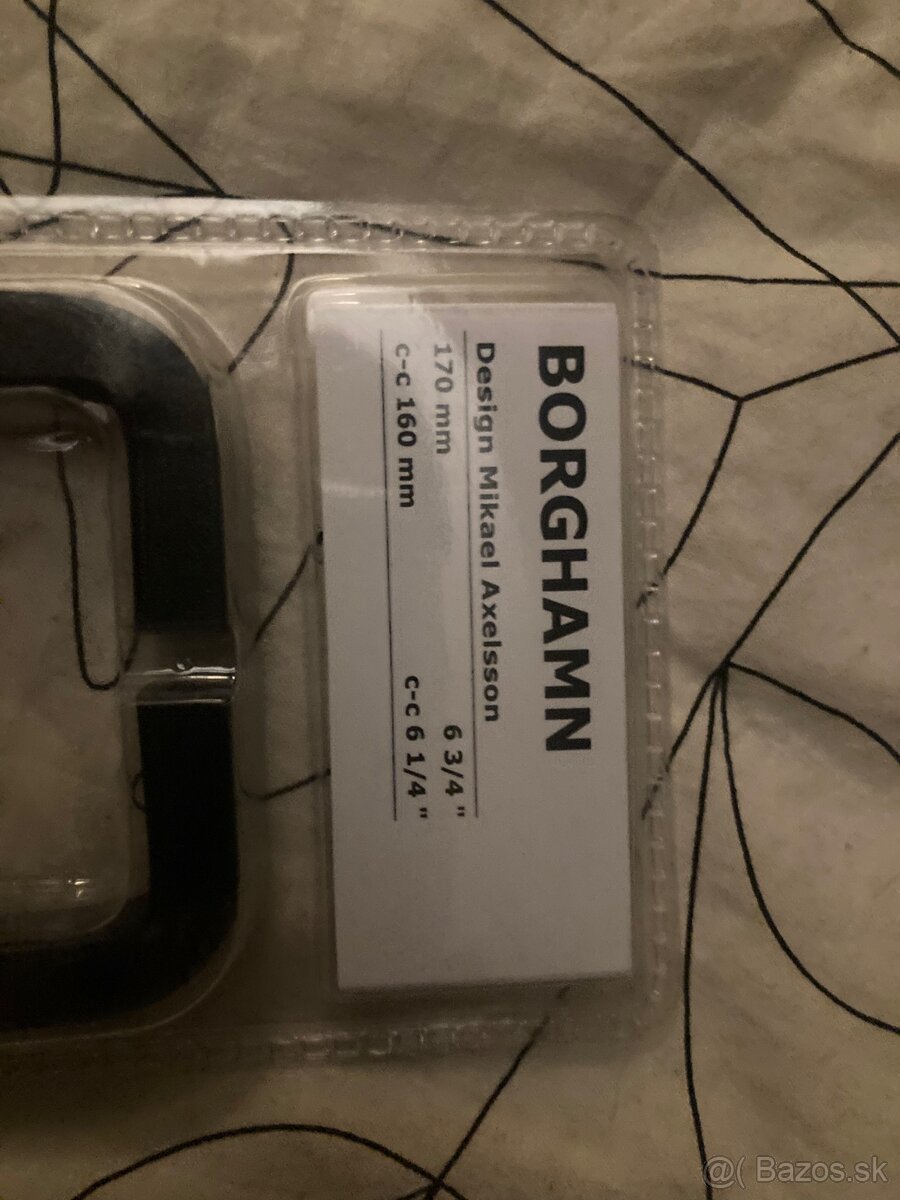 BORGHAMN
Design Mikael Axelsson
170 mm 6 3/4 "
c-c 160 mm c-c 6 1/4 "
@( Bazos.sk